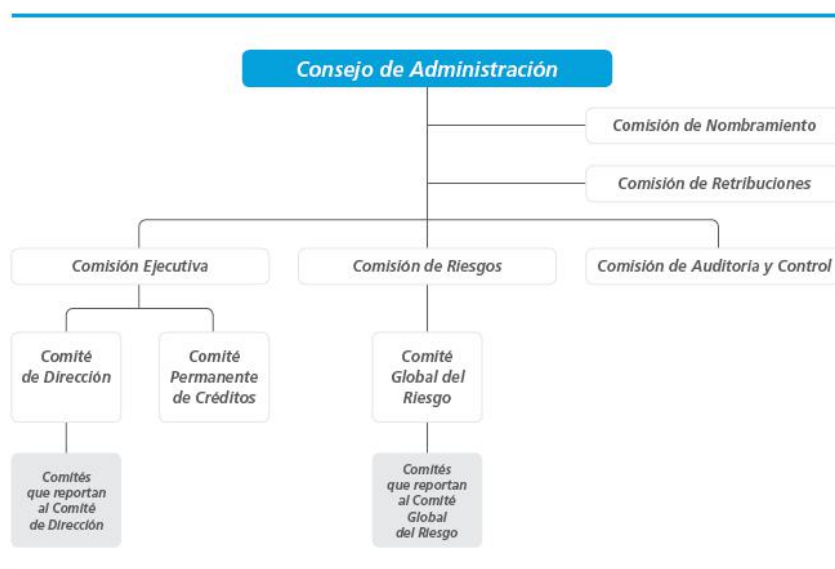 Consejo de Administración
Comisión de Nombramiento
Comisión de Retribuciones
Comisión Ejecutiva
Comisión de Riesgos
Comisión de Auditoria y Control
Comité
de Dirección
Comité
Permanente
de Créditos
Comité
Global del
Riesgo
Comités
que reportan
al Comité
de Dirección
Comités
que reportan
al Comité
Global
del Riesgo